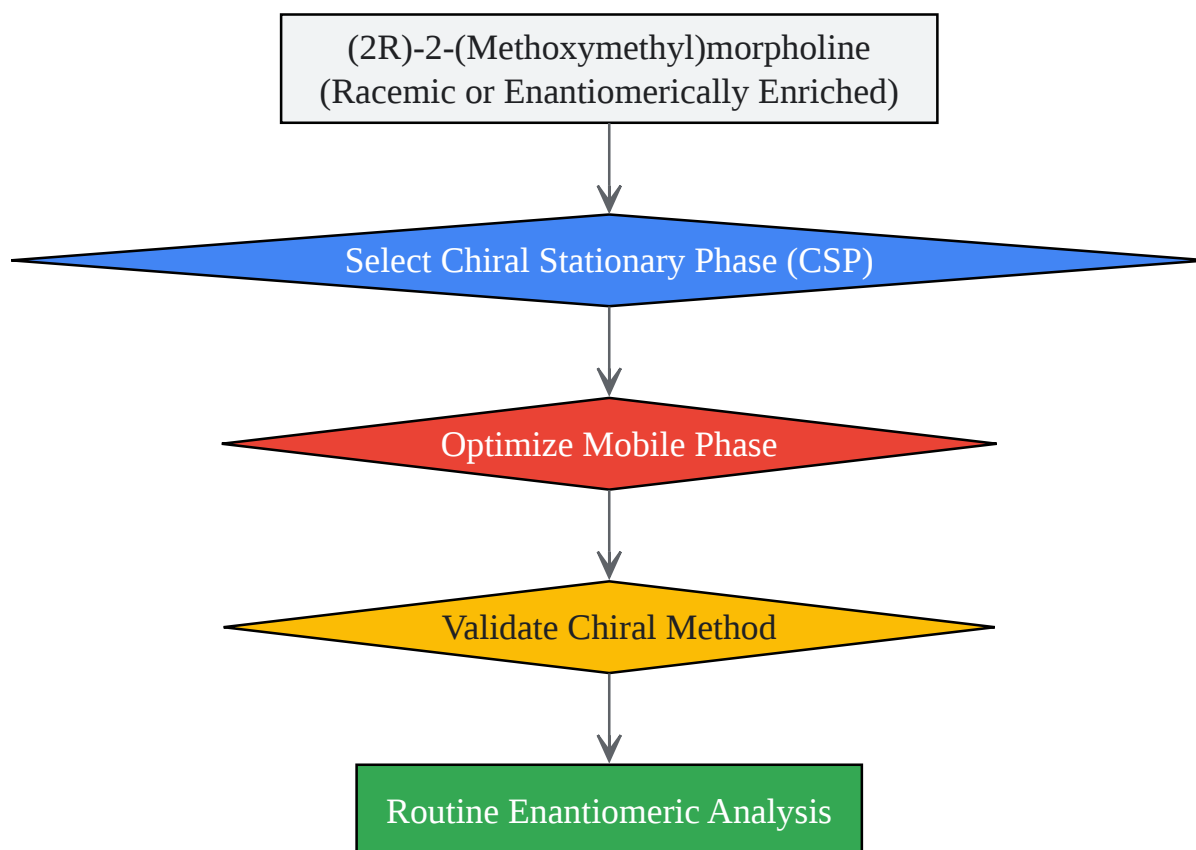 (2R)-2-(Methoxymethyl)morpholine
(Racemic or Enantiomerically Enriched)
Select Chiral Stationary Phase (CSP)
Optimize Mobile Phase
Validate Chiral Method
Routine Enantiomeric Analysis